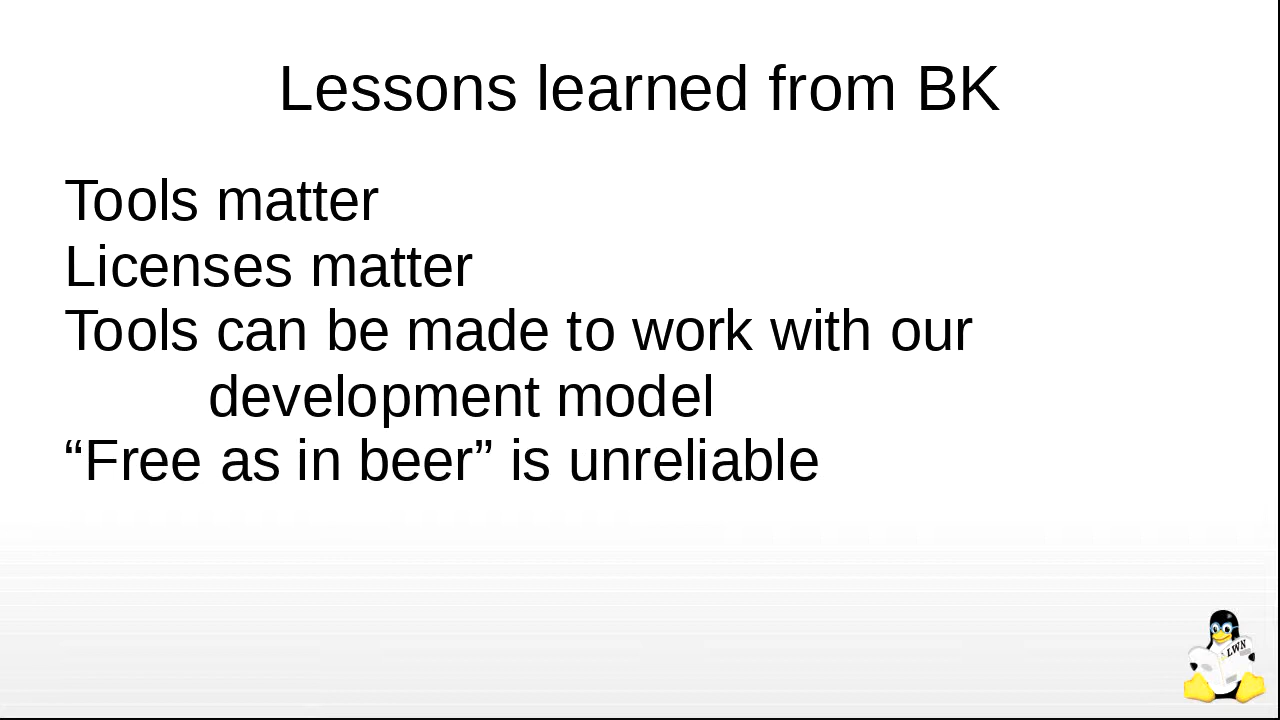 Lessons learned from BK
Tools matter
Licenses matter
Tools can be made to work with our
development model
“Free as in beer” is unreliable
LWN